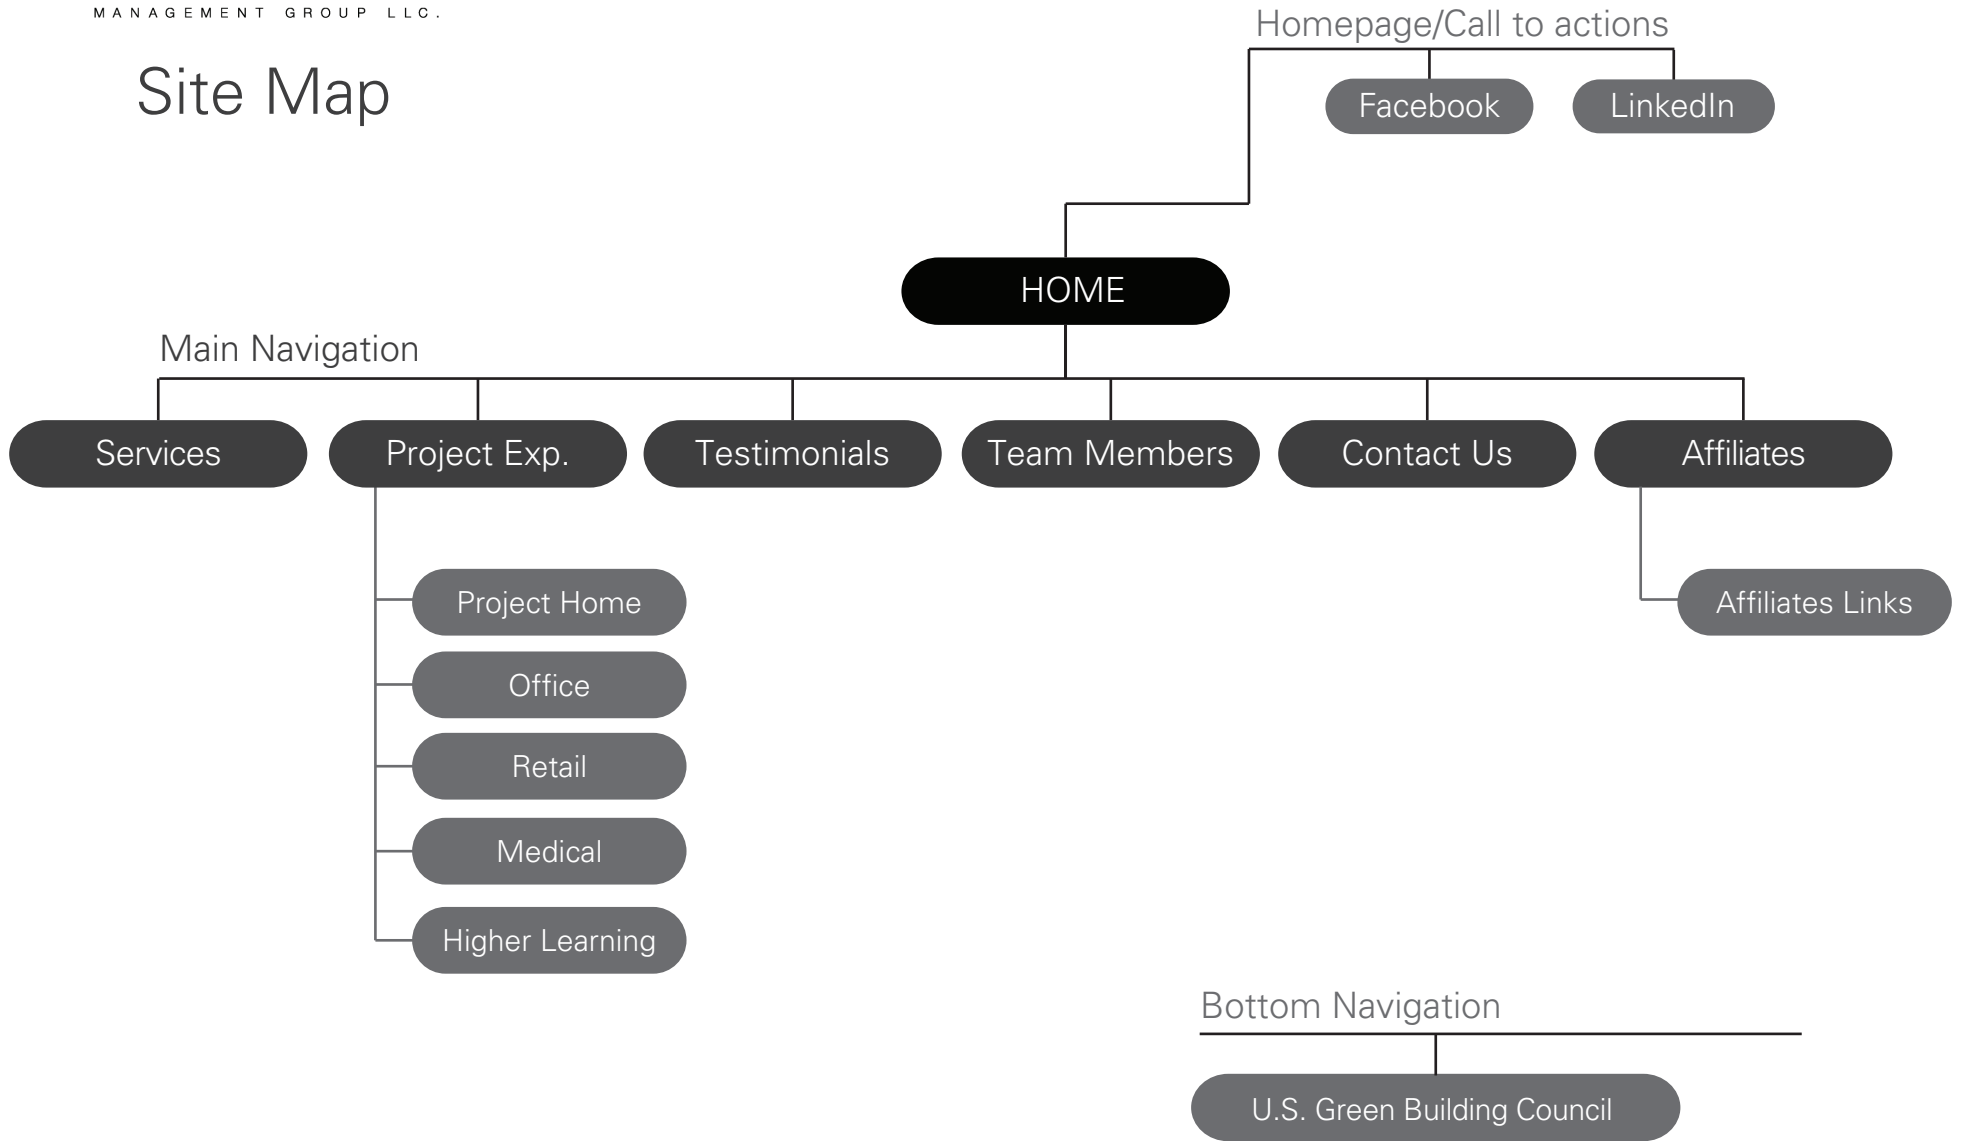 MANAGEMENT GROUP LLC.
Site Map
Homepage/Call to actions
Facebook
LinkedIn
HOME
Main Navigation
Services
Project Exp.
Testimonials
Team Members
Contact Us
Affiliates
Project Home
Office
Retail
Medical
Higher Learning
Affiliates Links
Bottom Navigation
U.S. Green Building Council